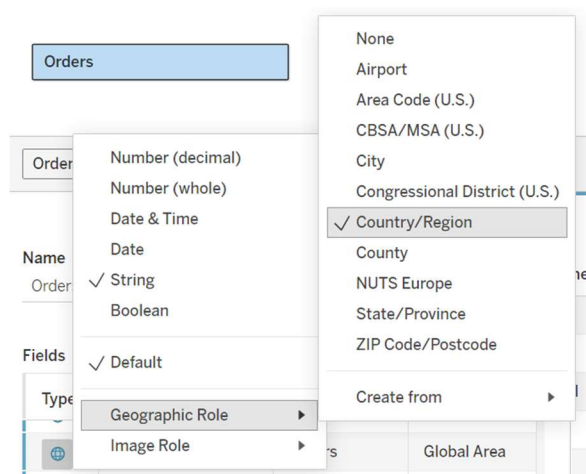 Orders
Order
Number (decimal)
Number (whole)
Date & Time
Date
String
Boolean
Default
Geographic Role
Image Role
None
Airport
Area Code (U.S.)
CBSA/MSA (U.S.)
City
Congressional District (U.S.)
Country/Region
County
NUTS Europe
State/Province
ZIP Code/Postcode
Create from
Name
Order
Fields
Type
Global Area